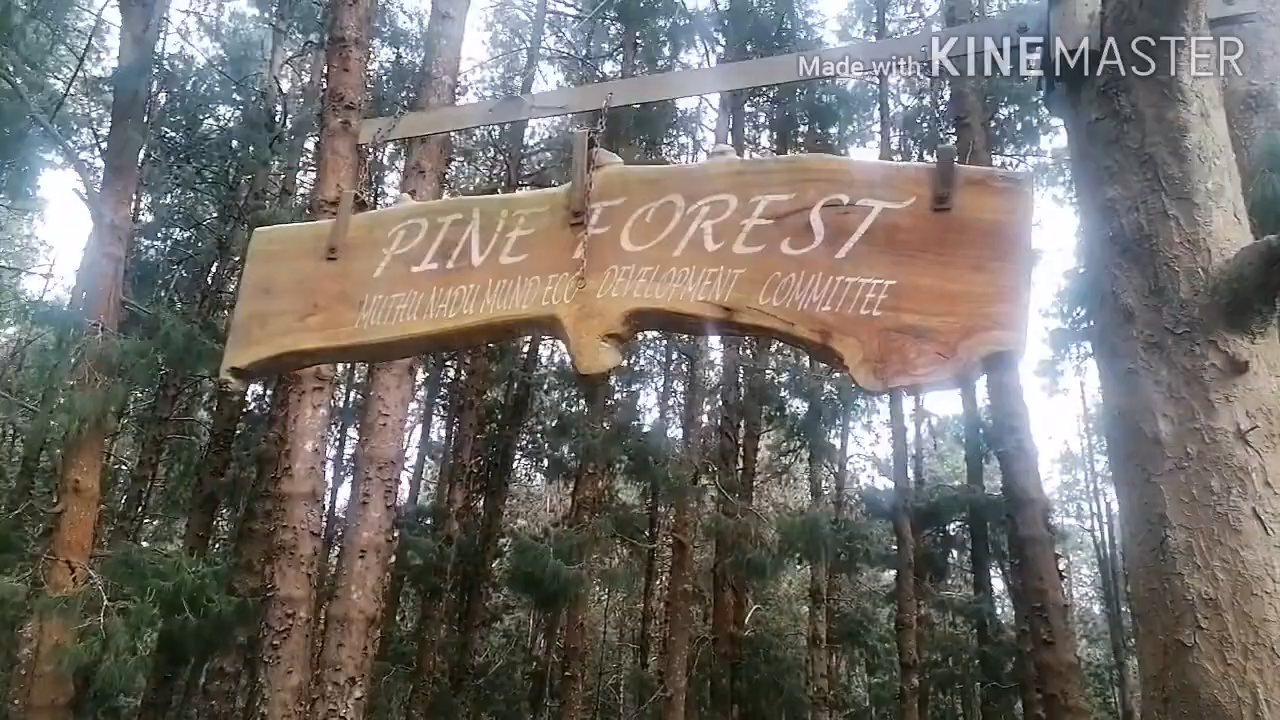 Made with KINEMASTER
PINE FOREST
MUTHU NADU MUND ECO DEVELOPMENT COMMITTEE